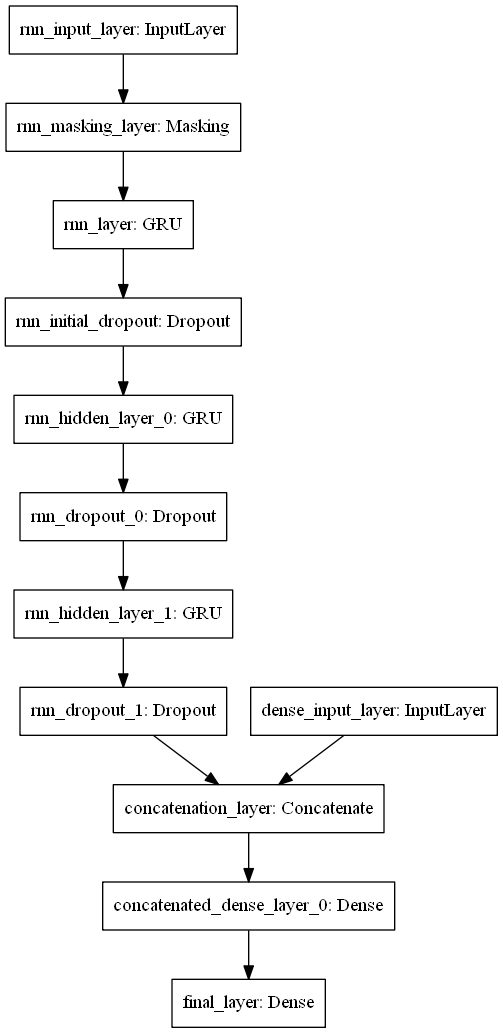 rnn_input_layer: InputLayer
rnn_masking_layer: Masking
rnn_layer: GRU
rnn_initial_dropout: Dropout
rnn_hidden_layer_0: GRU
rnn_dropout_0: Dropout
rnn_hidden_layer_1: GRU
rnn_dropout_1: Dropout
dense_input_layer: InputLayer
concatenation_layer: Concatenate
concatenated_dense_layer_0: Dense
final_layer: Dense